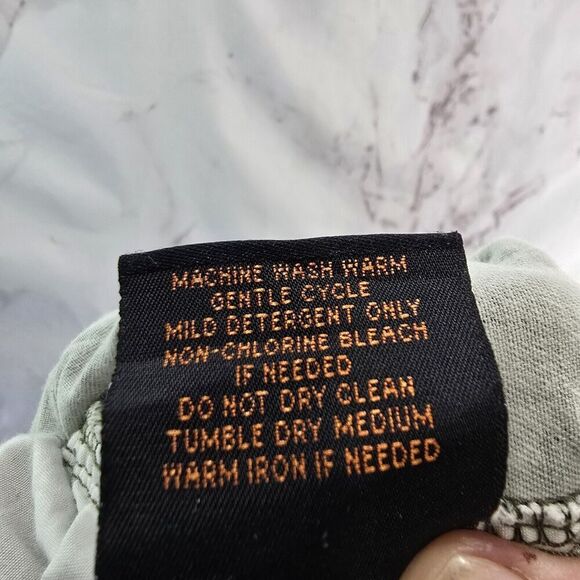 MACHINE WASH WARM
GENTLE CYCLE
MILD DETERGENT ONLY
NON-CHLORINE BLEACH
IF NEEDED
DO NOT DRY CLEAN
TUMBLE DRY MEDIUM
WARM IRON IF NEEDED